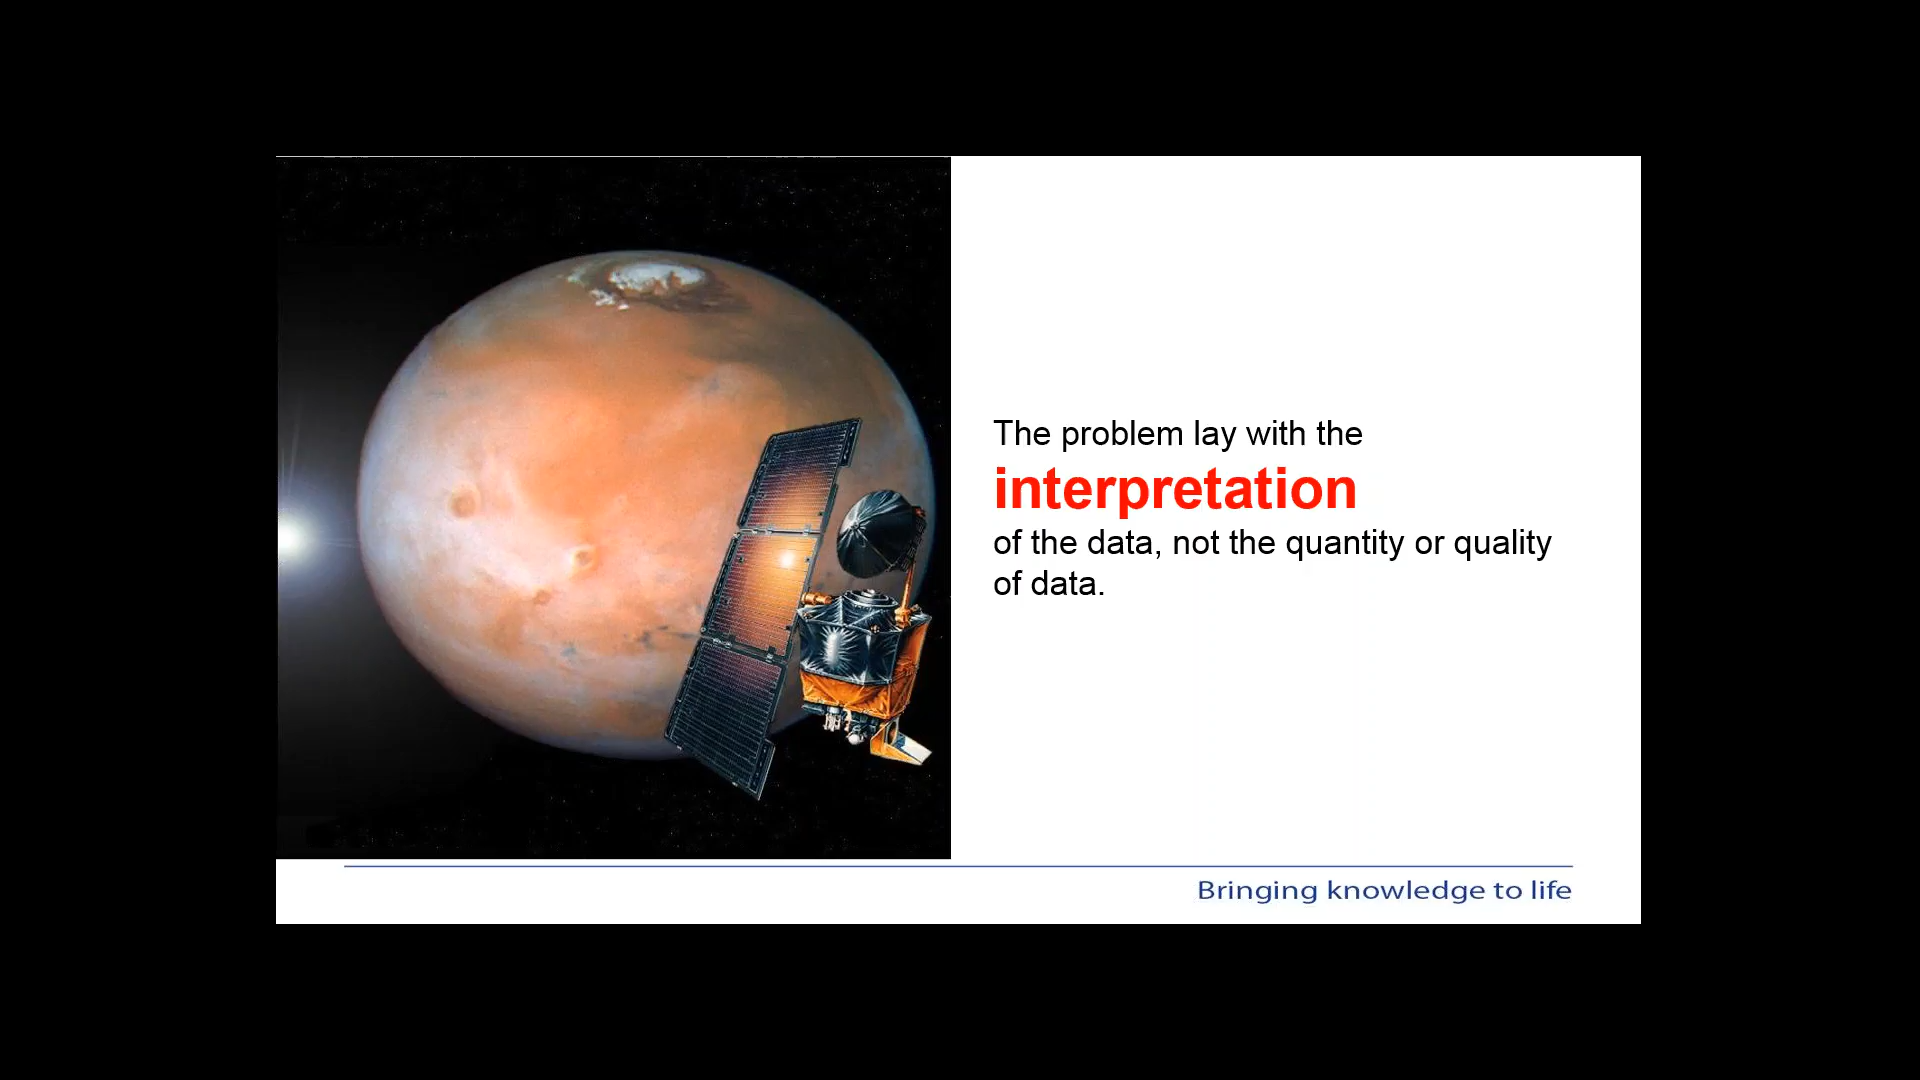 The problem lay with the
interpretation
of the data, not the quantity or quality
of data.
Bringing knowledge to life